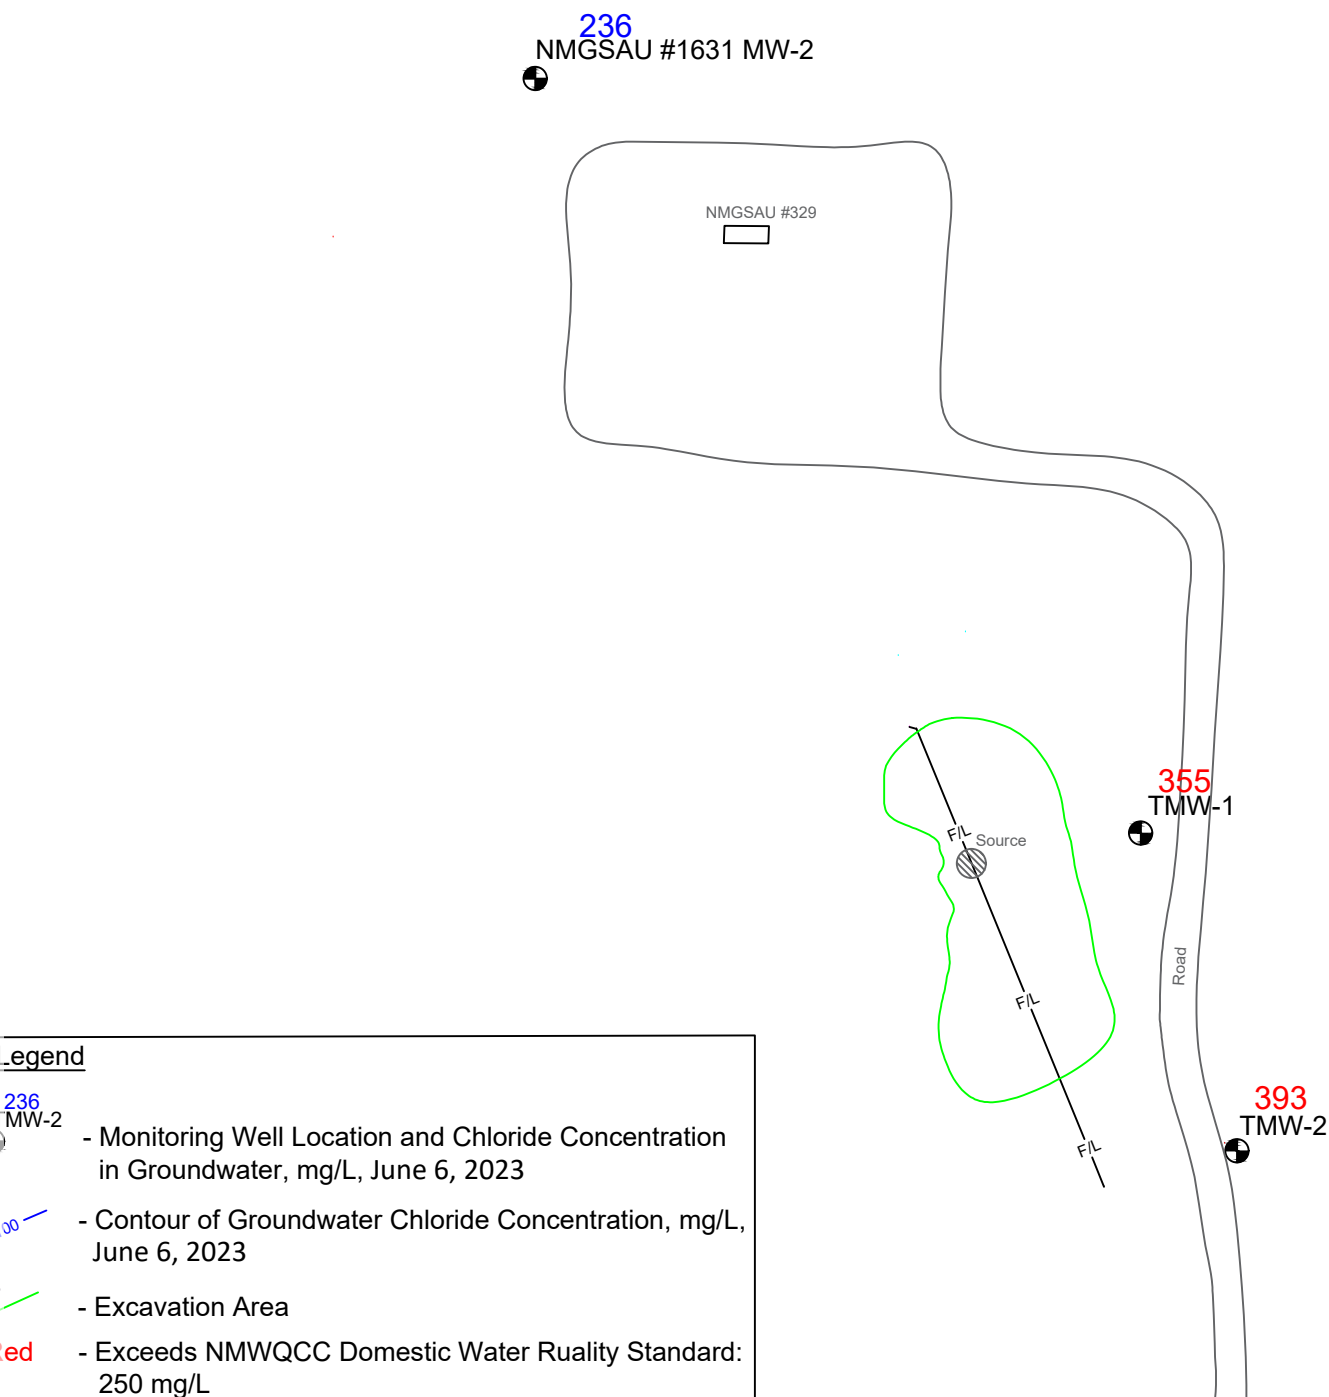 236
NMGSAU #1631 MW-2
NMGSAU #329
355
TMW-1
F/L
Source
Road
F/L
393
TMW-2
F/L
Legend
236
MW-2
- Monitoring Well Location and Chloride Concentration
in Groundwater, mg/L, June 6, 2023
00
- Contour of Groundwater Chloride Concentration, mg/L,
June 6, 2023
- Excavation Area
Red
- Exceeds NMWQCC Domestic Water Ruality Standard:
250 mg/L